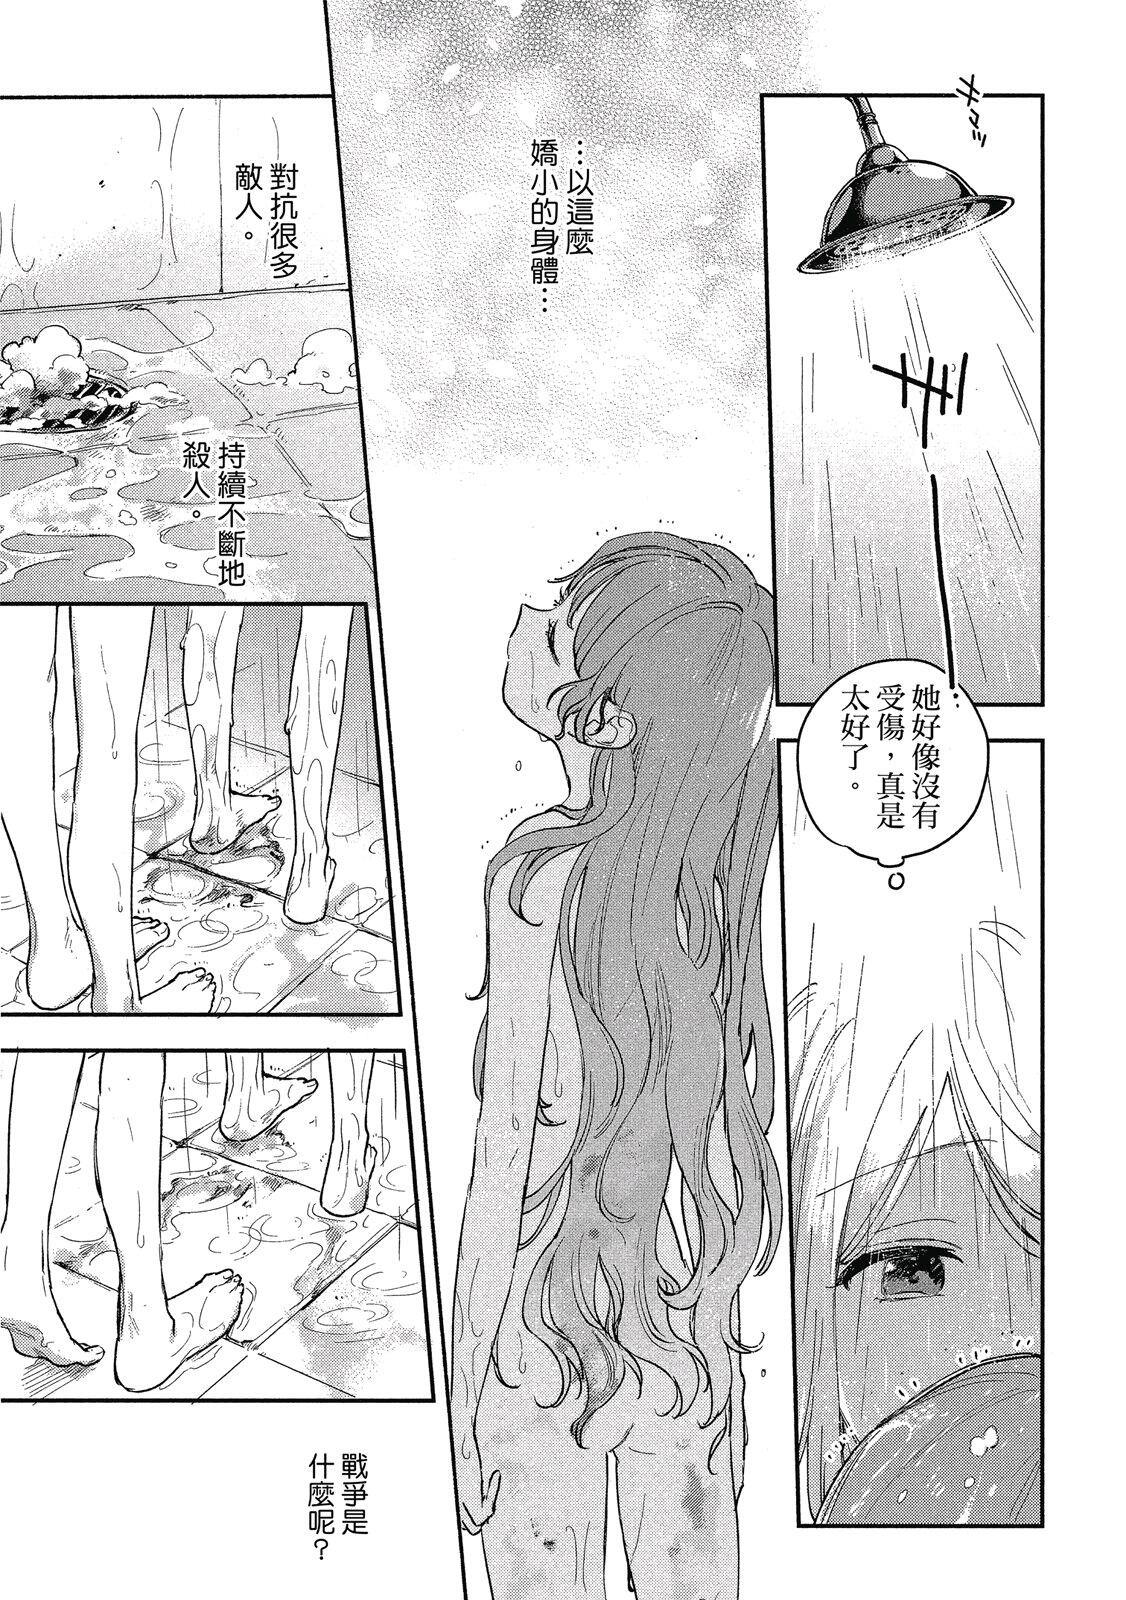 キュッ
她好像沒有
受傷，真是
太好了。
…以這麼
嬌小的身體…
對抗很多
敵人。
持續不斷地
殺人。
戰爭是
什麼呢？